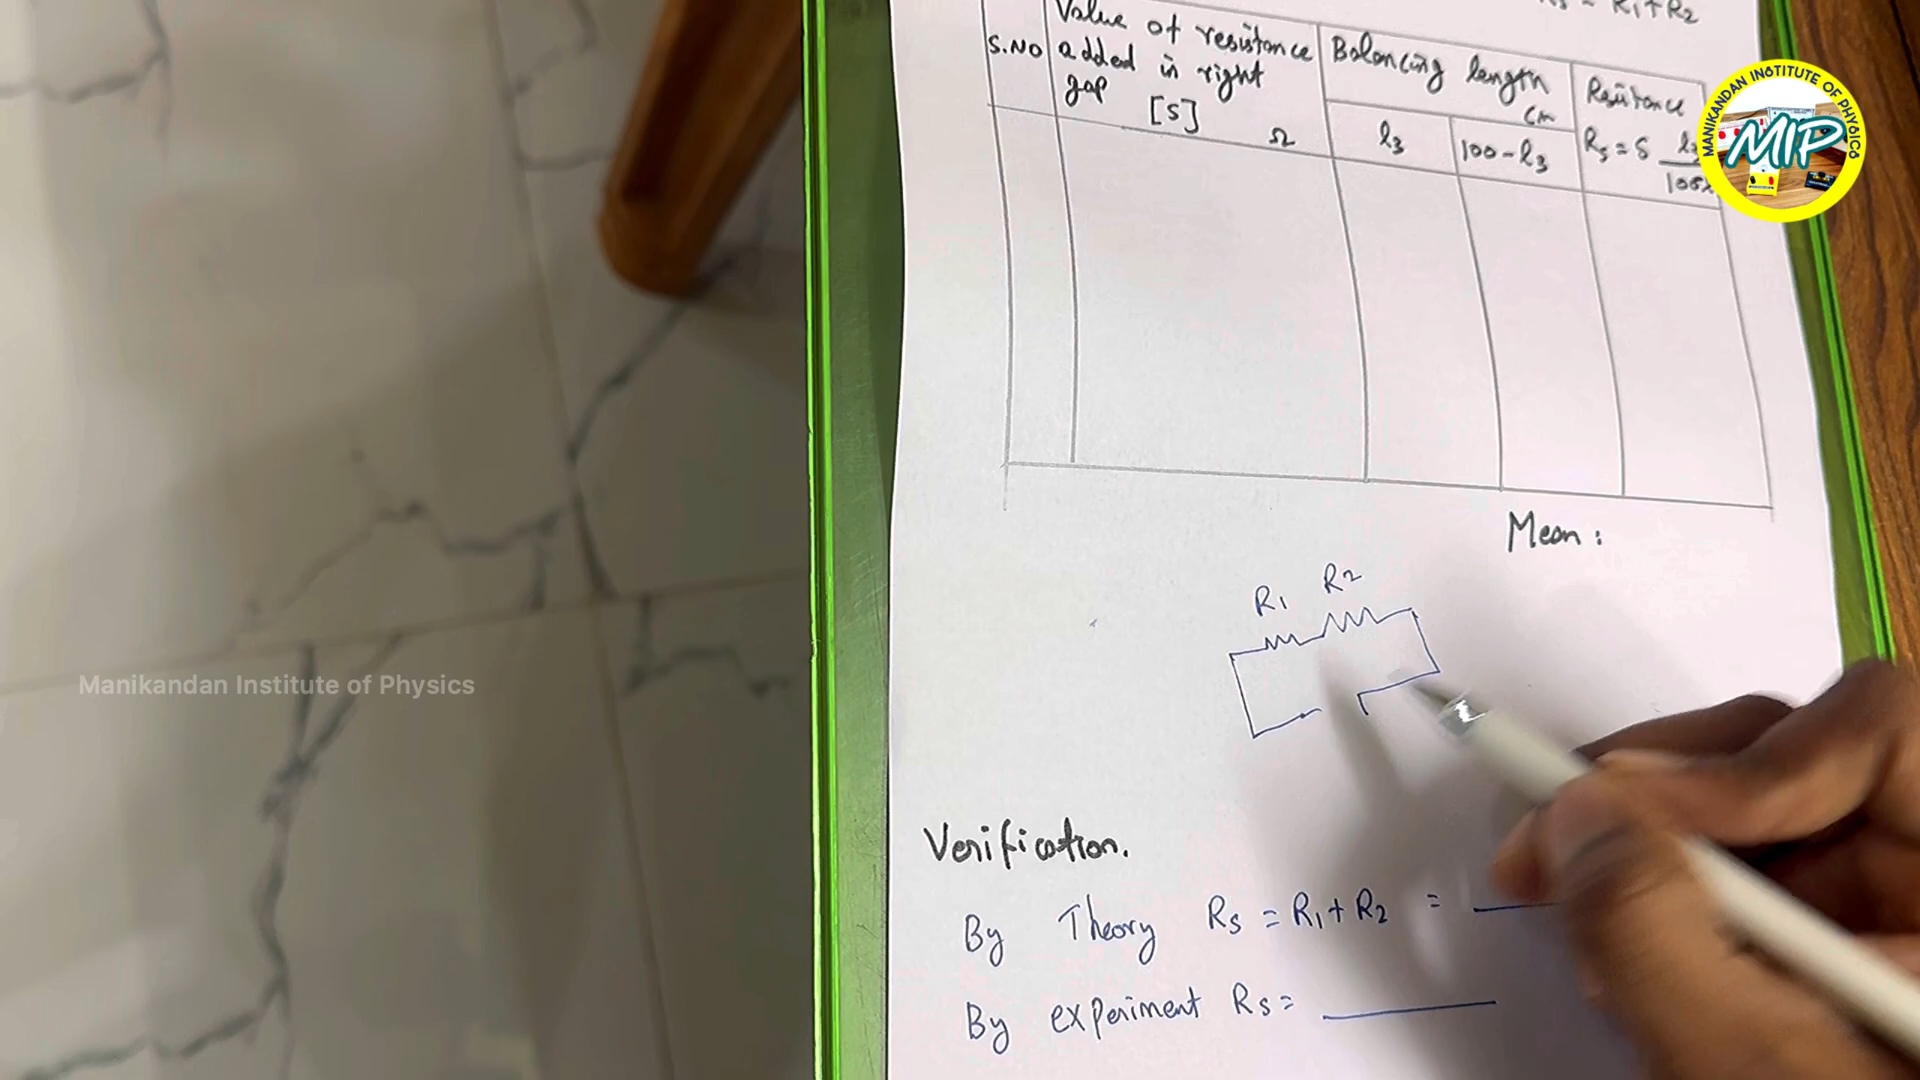 Rs = R1+R2
S.No
Value of resistance
added in right
gap [S] Ω
Balancing length
cm
l3
100-l3
Resistance
Rs = S
Mean :
R1 R2
Verification.
By Theory Rs = R1+R2 =
By experiment Rs=
MANIKANDAN INSTITUTE OF PHYSICS
MIP
Manikandan Institute of Physics